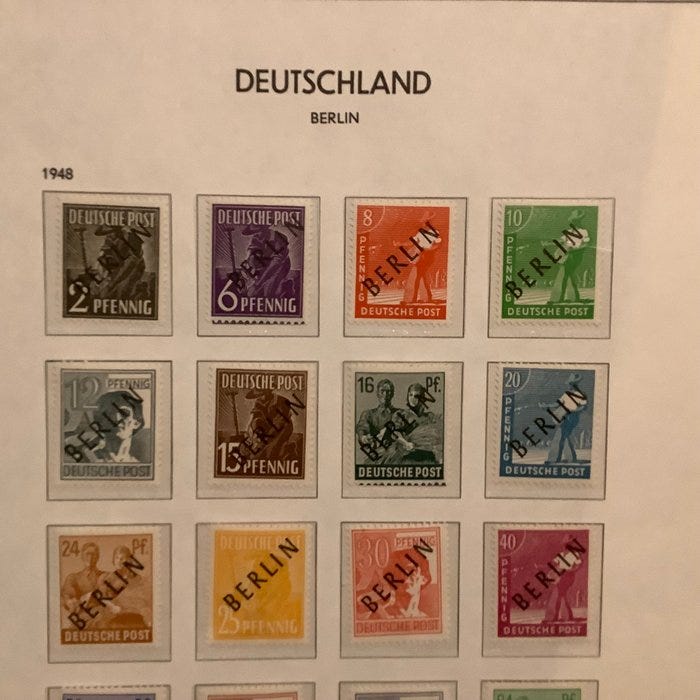 DEUTSCHLAND
BERLIN
1948
DEUTSCHE POST
BERLIN
2 PFENNIG
DEUTSCHE POST
BERLIN
6 PFENNIG
8
PFENNIG
BERLIN
DEUTSCHE POST
10
PFENNIG
BERLIN
DEUTSCHE POST
12 PFENNIG
BERLIN
DEUTSCHE POST
DEUTSCHE POST
BERLIN
15 PFENNIG
16 Pf.
BERLIN
DEUTSCHE POST
20
PFENNIG
BERLIN
DEUTSCHE POST
24 Pf.
BERLIN
DEUTSCHE POST
DEUTSCHE POST
BERLIN
25 PFENNIG
30 PFENNIG
BERLIN
DEUTSCHE POST
40
PFENNIG
BERLIN
DEUTSCHE POST